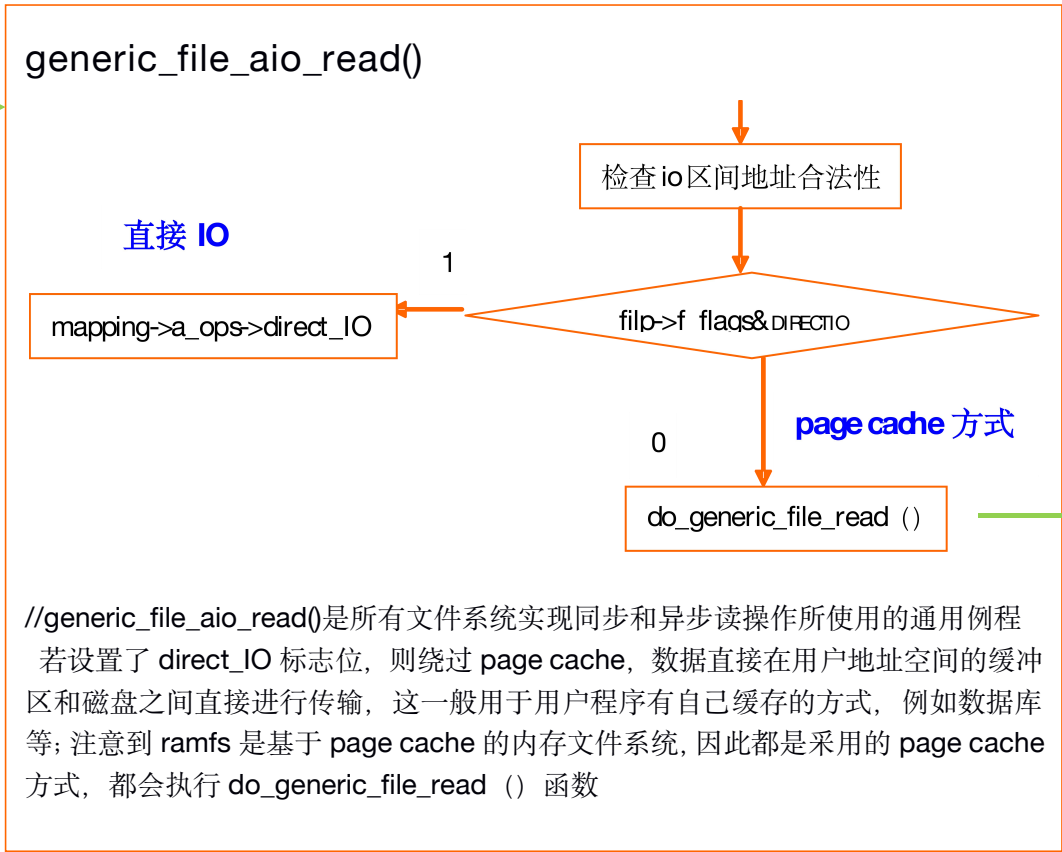 generic_file_aio_read()
检查io区间地址合法性
直接 IO
1
mapping->a_ops->direct_IO
filp->f_flags&DIRECTIO
page cache 方式
0
do_generic_file_read（）
//generic_file_aio_read()是所有文件系统实现同步和异步读操作所使用的通用例程
若设置了 direct_IO 标志位，则绕过 page cache，数据直接在用户地址空间的缓冲
区和磁盘之间直接进行传输，这一般用于用户程序有自己缓存的方式，例如数据库
等；注意到 ramfs 是基于 page cache 的内存文件系统，因此都是采用的 page cache
方式，都会执行 do_generic_file_read（）函数